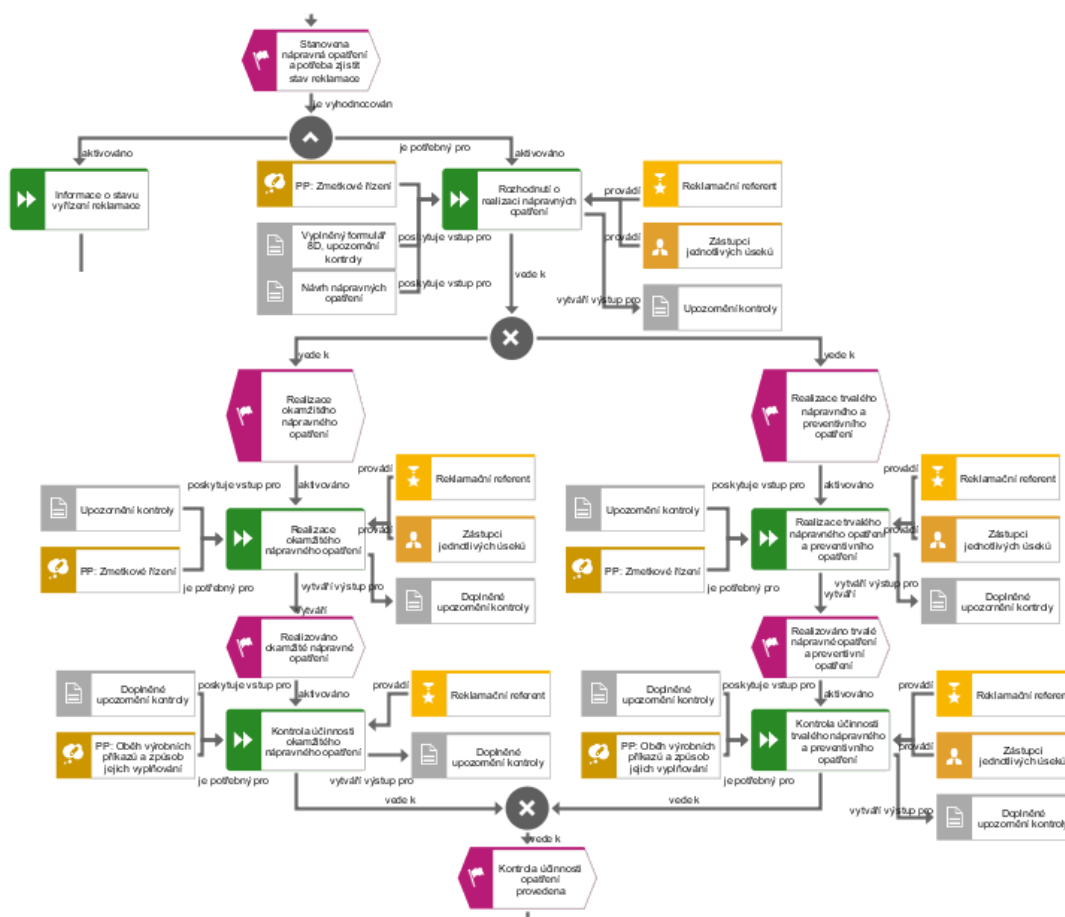 Stanovena
nápravná opatření
a potřeba zjistit
stav reklamace
je vyhodnocován
aktivováno
je potřebný pro
aktivováno
Informace o stavu
vyřízení reklamace
PP: Zmetkové řízení
Rozhodnutí o
realizaci nápravných
opatření
provádí
Reklamační referent
Vyplněný formulář
8D, upozornění
kontroly
poskytuje vstup pro
provádí
Zástupci
jednotlivých úseků
vede k
Návrh nápravných
opatření
poskytuje vstup pro
vytváří výstup pro
Upozornění kontroly
vede k
vede k
Realizace
okamžitého
nápravného
opatření
Realizace trvalého
nápravného a
preventivního
opatření
poskytuje vstup pro
aktivováno
provádí
Reklamační referent
poskytuje vstup pro
aktivováno
provádí
Reklamační referent
Upozornění kontroly
Realizace
okamžitého
nápravného opatření
provádí
Zástupci
jednotlivých úseků
Upozornění kontroly
Realizace trvalého
nápravného opatření
a preventivního
opatření
provádí
Zástupci
jednotlivých úseků
PP: Zmetkové řízení
je potřebný pro
vytváří výstup pro
vytváří
Doplněné
upozornění kontroly
PP: Zmetkové řízení
je potřebný pro
vytváří výstup pro
vytváří
Doplněné
upozornění kontroly
Realizováno
okamžité nápravné
opatření
Realizováno trvalé
nápravné opatření
a preventivní
opatření
Doplněné
upozornění kontroly
poskytuje vstup pro
aktivováno
provádí
Reklamační referent
Doplněné
upozornění kontroly
poskytuje vstup pro
aktivováno
provádí
Reklamační referent
PP: Oběh výrobních
příkazů a způsob
jejich vyplňování
je potřebný pro
Kontrola účinnosti
okamžitého
nápravného opatření
vytváří výstup pro
Doplněné
upozornění kontroly
PP: Oběh výrobních
příkazů a způsob
jejich vyplňování
je potřebný pro
Kontrola účinnosti
trvalého nápravného
a preventivního
opatření
provádí
Zástupci
jednotlivých úseků
vede k
vede k
vytváří výstup pro
Doplněné
upozornění kontroly
vede k
Kontrola účinnosti
opatření
provedena